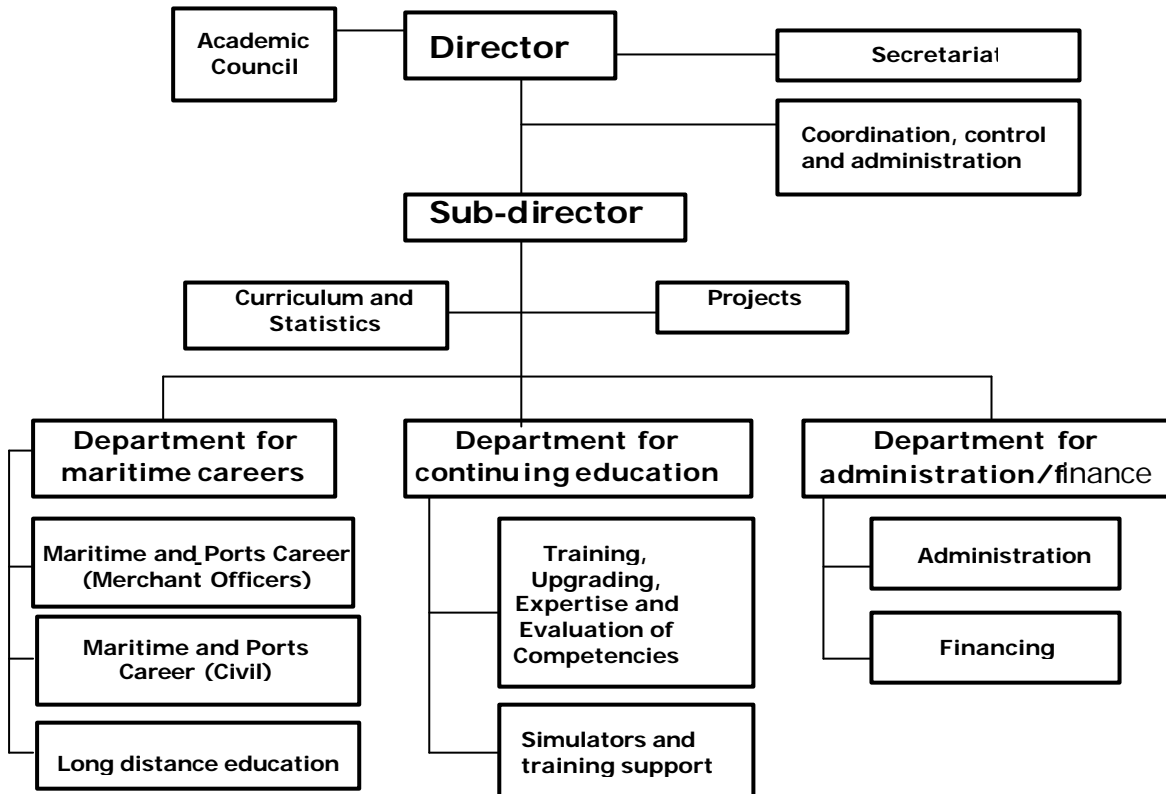 Academic
Council
Director
Secretariat
Coordination, control
and administration
Sub-director
Curriculum and
Statistics
Projects
Department for
maritime careers
Maritime and Ports Career
(Merchant Officers)
Maritime and Ports
Career (Civil)
Long distance education
Department for
continuing education
Training,
Upgrading,
Expertise and
Evaluation of
Competencies
Simulators and
training support
Department for
administration/finance
Administration
Financing